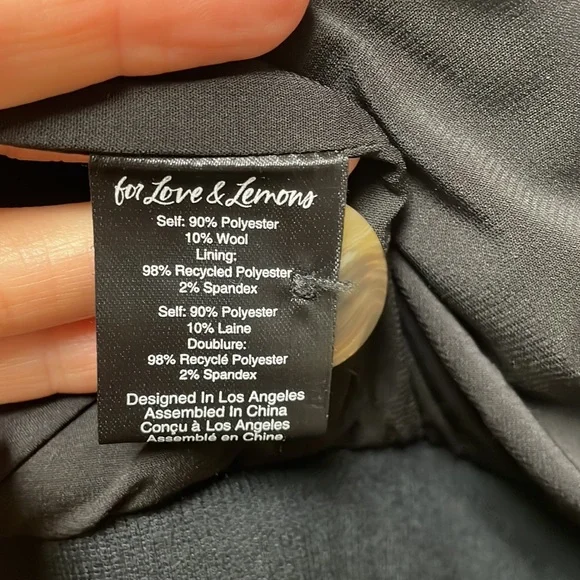 for Love & Lemons
Self: 90% Polyester
10% Wool
Lining:
98% Recycled Polyester
2% Spandex
Self: 90% Polyester
10% Laine
Doublure:
98% Recyclé Polyester
2% Spandex
Designed In Los Angeles
Assembled In China
Conçu à Los Angeles
Assemblé en Chine